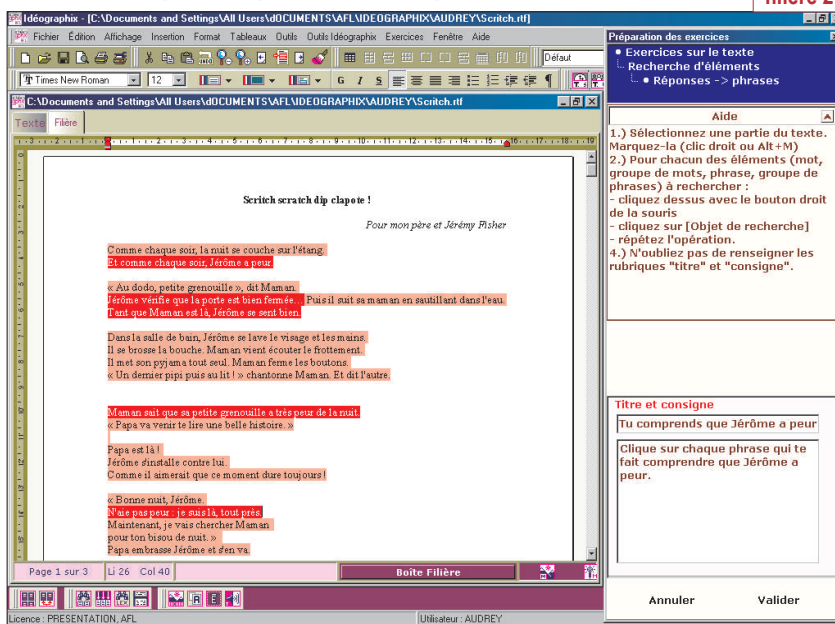 filière 2
Idéographix - [C:\Documents and Settings\All Users\dOCUMENTS\AFL\IDEOGRAPHIX\AUDREY\Scritch.rtf]
Fichier Édition Affichage Insertion Format Tableaux Outils Outils Idéographix Exercices Fenêtre Aide
Défaut
Times New Roman 12 G I S
C:\Documents and Settings\All Users\dOCUMENTS\AFL\IDEOGRAPHIX\AUDREY\Scritch.rtf
Texte Filière
Scritch scratch dip clapote !
Pour mon père et Jérémy Fisher
Comme chaque soir, la nuit se couche sur l'étang.
Et comme chaque soir, Jérôme a peur.
« Au dodo, petite grenouille », dit Maman.
Jérôme vérifie que la porte est bien fermée... Puis il suit sa maman en sautillant dans l'eau.
Tant que Maman est là, Jérôme se sent bien.
Dans la salle de bain, Jérôme se lave le visage et les mains.
Il se brosse la bouche. Maman vient écouter le frottement.
Il met son pyjama tout seul. Maman ferme les boutons.
« Un dernier pipi puis au lit ! » chantonne Maman. Et dit l'autre.
Maman sait que sa petite grenouille a très peur de la nuit.
« Papa va venir te lire une belle histoire. »
Papa est là !
Jérôme s'installe contre lui.
Comme il aimerait que ce moment dure toujours !
« Bonne nuit, Jérôme.
N'aie pas peur : je suis là, tout près.
Maintenant, je vais chercher Maman
pour ton bisou de nuit. »
Papa embrasse Jérôme et s'en va.
Page 1 sur 3 Li 26 Col 40 Boîte Filière
Licence : PRESENTATION, AFL Utilisateur : AUDREY
Préparation des exercices
• Exercices sur le texte
Recherche d'éléments
• Réponses -> phrases
Aide
1.) Sélectionnez une partie du texte.
Marquez-la (clic droit ou Alt+M)
2.) Pour chacun des éléments (mot,
groupe de mots, phrase, groupe de
phrases) à rechercher :
- cliquez dessus avec le bouton droit
de la souris
- cliquez sur [Objet de recherche]
- répétez l'opération.
4.) N'oubliez pas de renseigner les
rubriques "titre" et "consigne".
Titre et consigne
Tu comprends que Jérôme a peur
Clique sur chaque phrase qui te
fait comprendre que Jérôme a
peur.
Annuler Valider